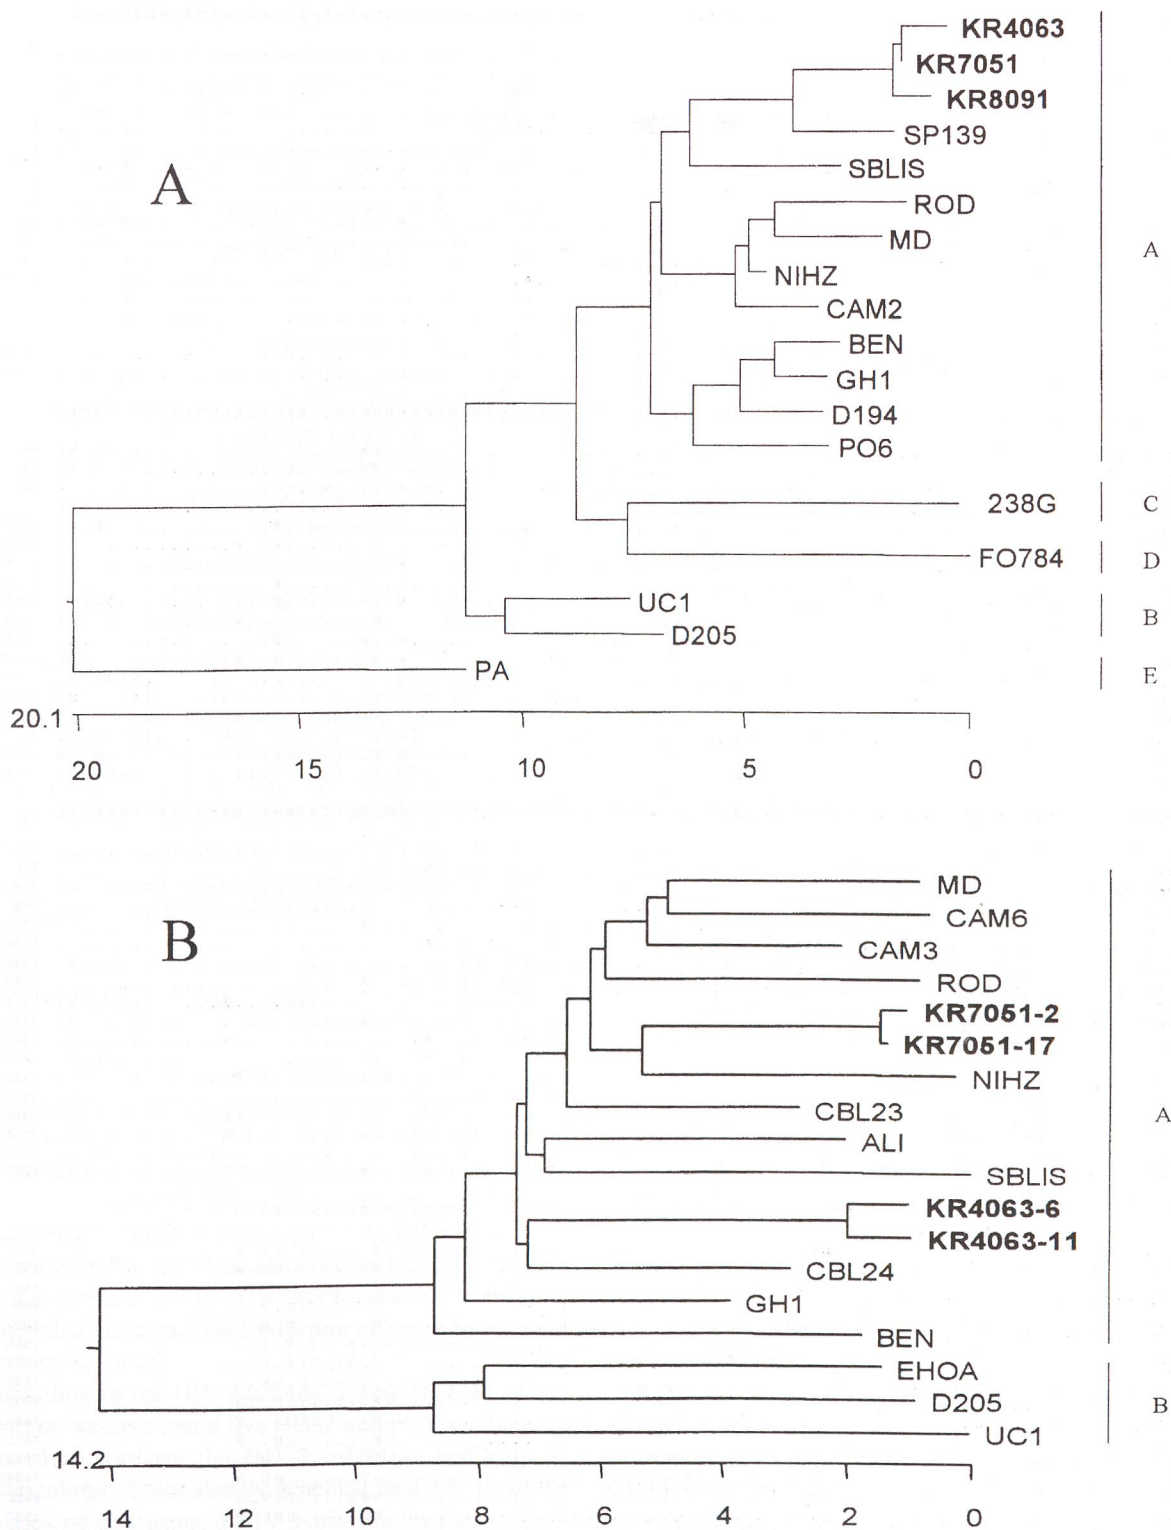 KR4063
KR7051
KR8091
SP139
A
SBLIS
ROD
MD
A
NIHZ
CAM2
BEN
GH1
D194
PO6
238G
C
FO784
D
UC1
B
D205
PA
E
20.1
20 15 10 5 0
MD
B
CAM6
CAM3
ROD
KR7051-2
KR7051-17
NIHZ
CBL23
A
ALI
SBLIS
KR4063-6
KR4063-11
CBL24
GH1
BEN
EHOA
D205
B
UC1
14.2
14 12 10 8 6 4 2 0